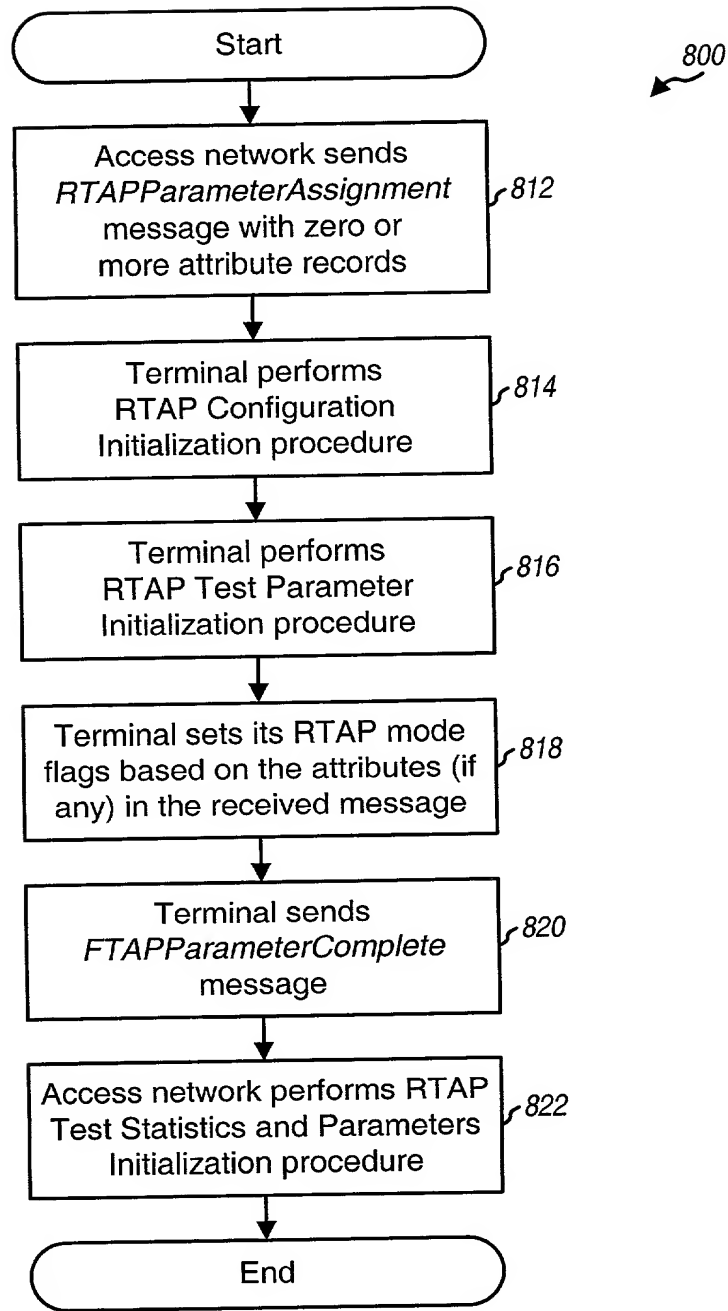 Start
800
Access network sends
RTAPParameterAssignment
message with zero or
more attribute records
812
Terminal performs
RTAP Configuration
Initialization procedure
814
Terminal performs
RTAP Test Parameter
Initialization procedure
816
Terminal sets its RTAP mode
flags based on the attributes (if
any) in the received message
818
Terminal sends
FTAPParameterComplete
message
820
Access network performs RTAP
Test Statistics and Parameters
Initialization procedure
822
End